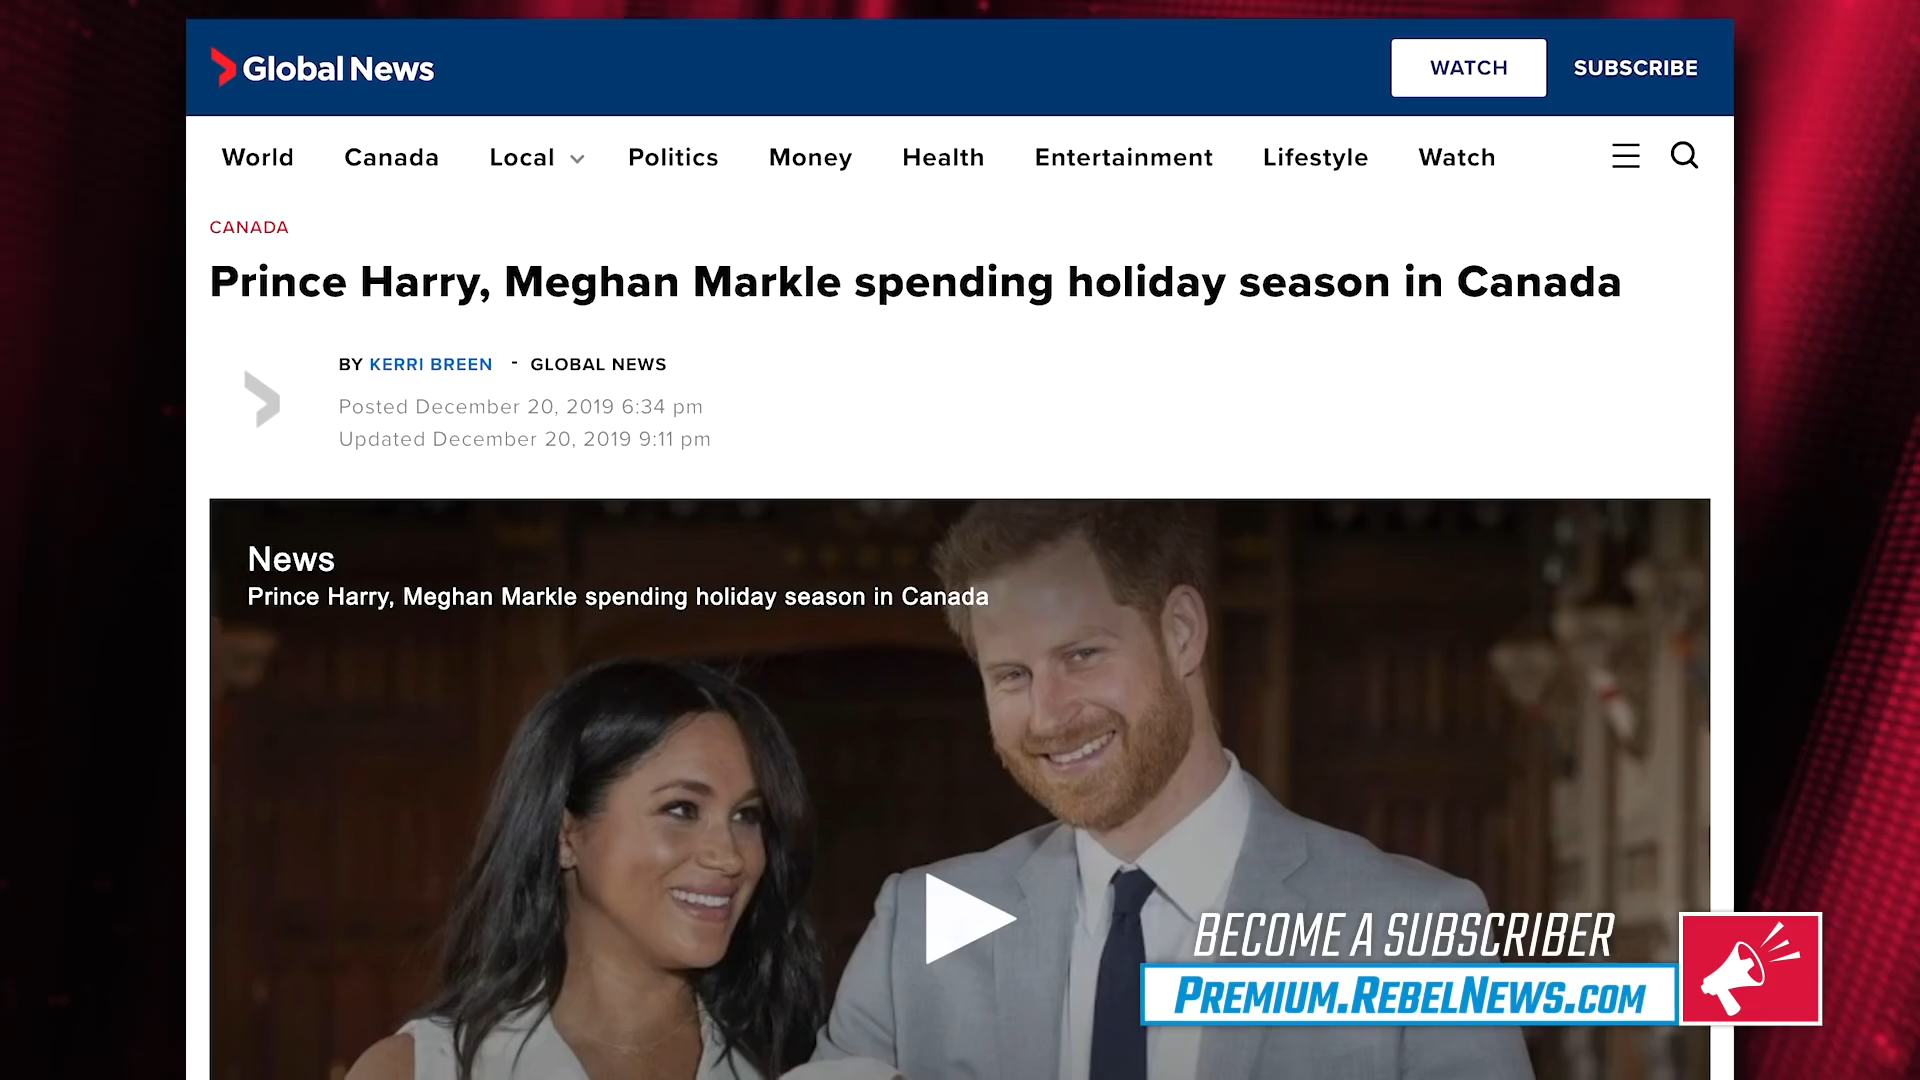 Global News
WATCH
SUBSCRIBE
World Canada Local Politics Money Health Entertainment Lifestyle Watch
CANADA
Prince Harry, Meghan Markle spending holiday season in Canada
BY KERRI BREEN - GLOBAL NEWS
Posted December 20, 2019 6:34 pm
Updated December 20, 2019 9:11 pm
News
Prince Harry, Meghan Markle spending holiday season in Canada
BECOME A SUBSCRIBER
PREMIUM.REBELNEWS.COM